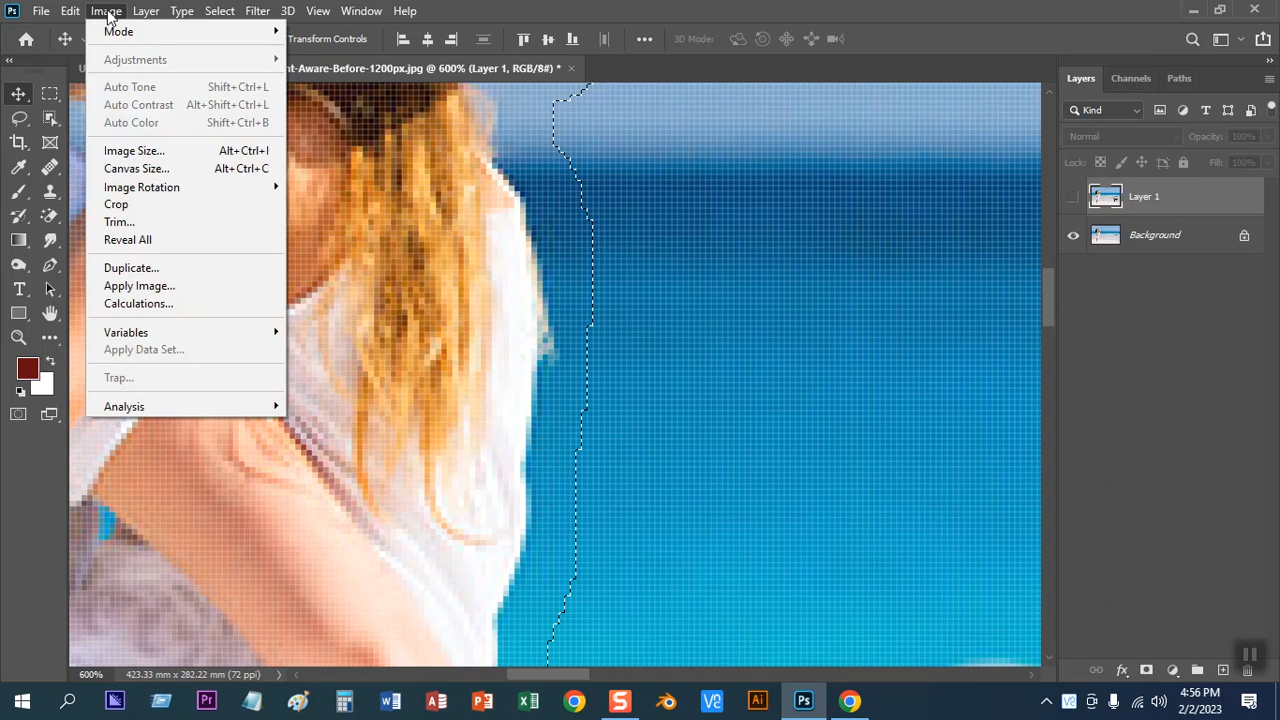 Ps File Edit Image Layer Type Select Filter 3D View Window Help
Transform Controls 3D Mode:
nt-Aware-Before-1200px.jpg @ 600% (Layer 1, RGB/8#) * ×
Mode
Adjustments
Auto Tone Shift+Ctrl+L
Auto Contrast Alt+Shift+Ctrl+L
Auto Color Shift+Ctrl+B
Image Size... Alt+Ctrl+I
Canvas Size... Alt+Ctrl+C
Image Rotation
Crop
Trim...
Reveal All
Duplicate...
Apply Image...
Calculations...
Variables
Apply Data Set...
Trap...
Analysis
Layers Channels Paths
Kind
Normal Opacity: 100%
Lock: Fill: 100%
Layer 1
Background
600% 423.33 mm x 282.22 mm (72 ppi)
4:56 PM
2/2/2023